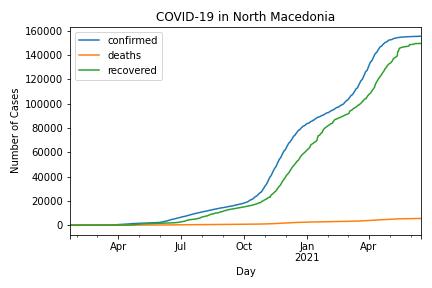 COVID-19 in North Macedonia
160000
140000
120000
100000
80000
60000
40000
20000
0
Number of Cases
confirmed
deaths
recovered
Apr
Jul
Oct
Jan
2021
Apr
Day